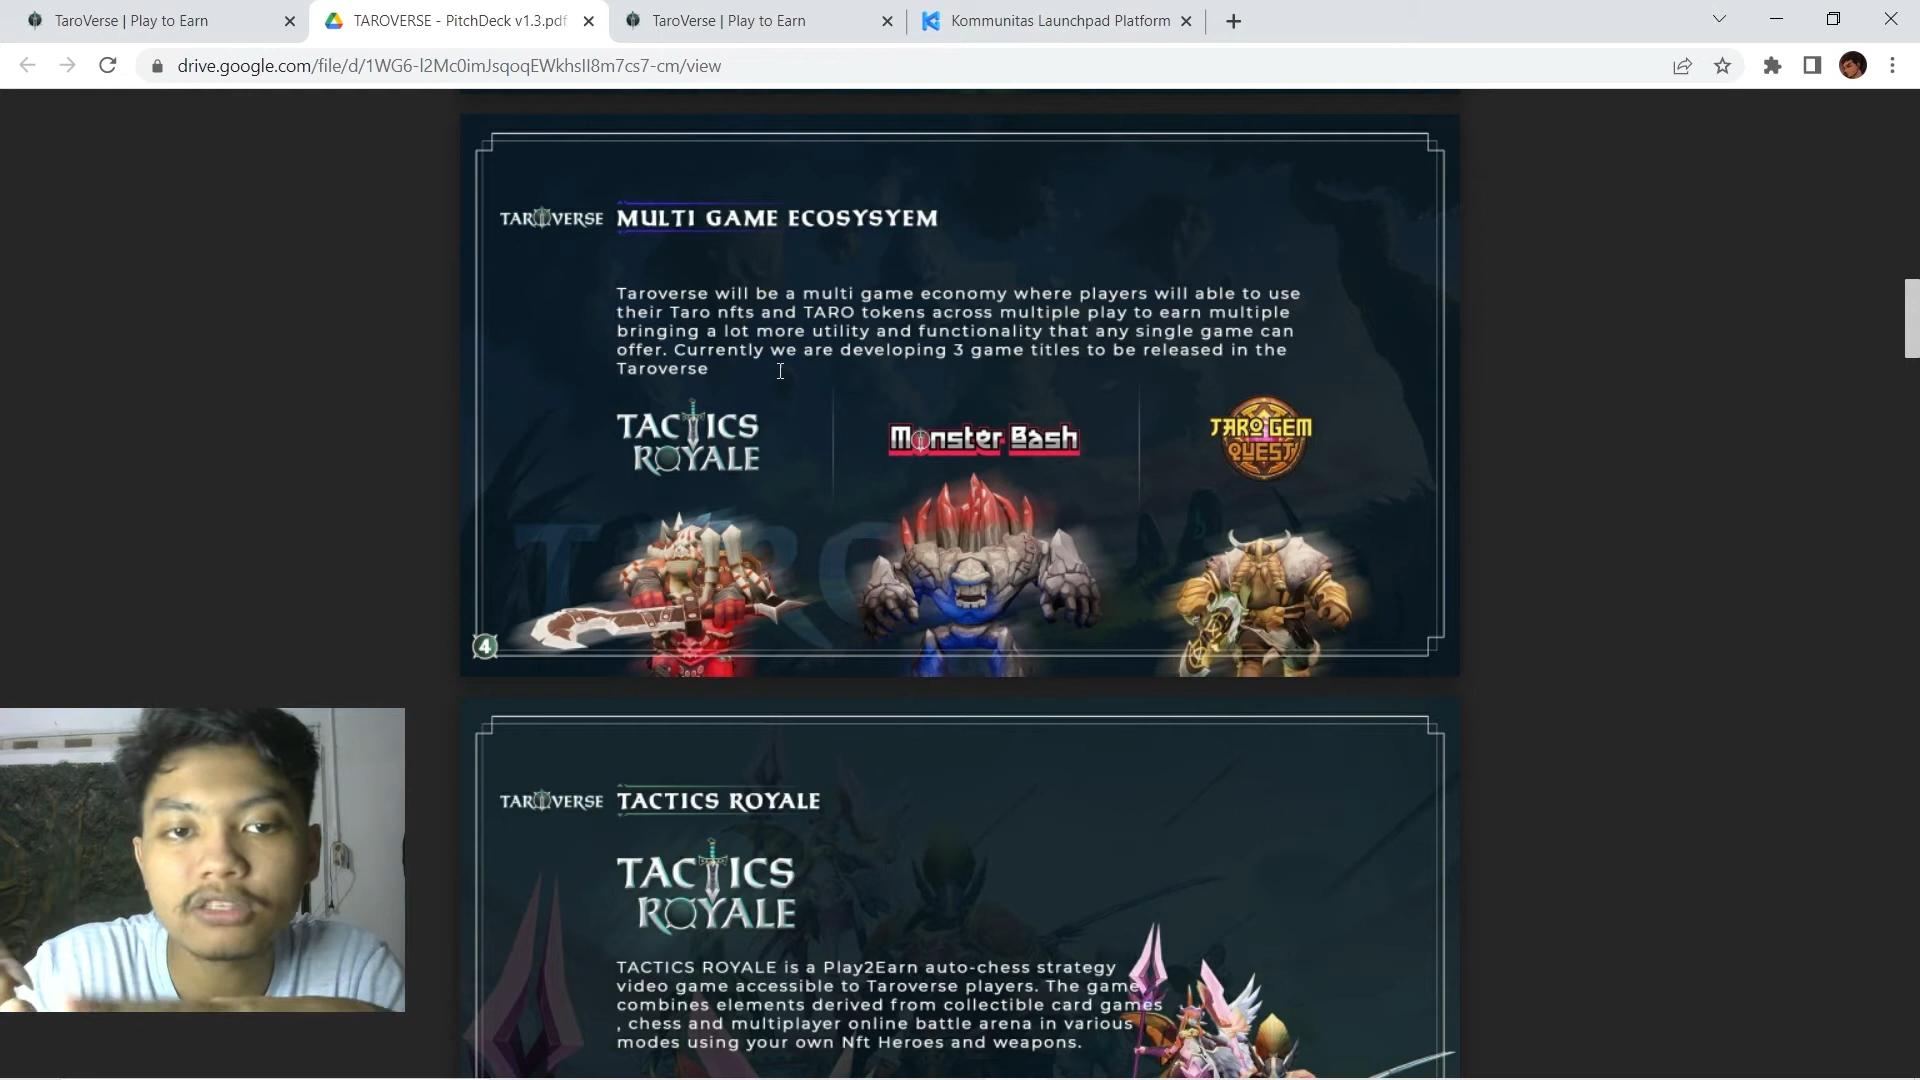 TaroVerse | Play to Earn
TAROVERSE - PitchDeck v1.3.pdf
TaroVerse | Play to Earn
Kommunitas Launchpad Platform
drive.google.com/file/d/1WG6-l2Mc0imJsqoqEWkhsII8m7cs7-cm/view
TAROVERSE MULTI GAME ECOSYSYEM
Taroverse will be a multi game economy where players will able to use
their Taro nfts and TARO tokens across multiple play to earn multiple
bringing a lot more utility and functionality that any single game can
offer. Currently we are developing 3 game titles to be released in the
Taroverse
TACTICS
ROYALE
Monster Bash
TARO GEM
QUEST
TARO
4
TAROVERSE TACTICS ROYALE
TACTICS
ROYALE
TACTICS ROYALE is a Play2Earn auto-chess strategy
video game accessible to Taroverse players. The game
combines elements derived from collectible card games
, chess and multiplayer online battle arena in various
modes using your own Nft Heroes and weapons.